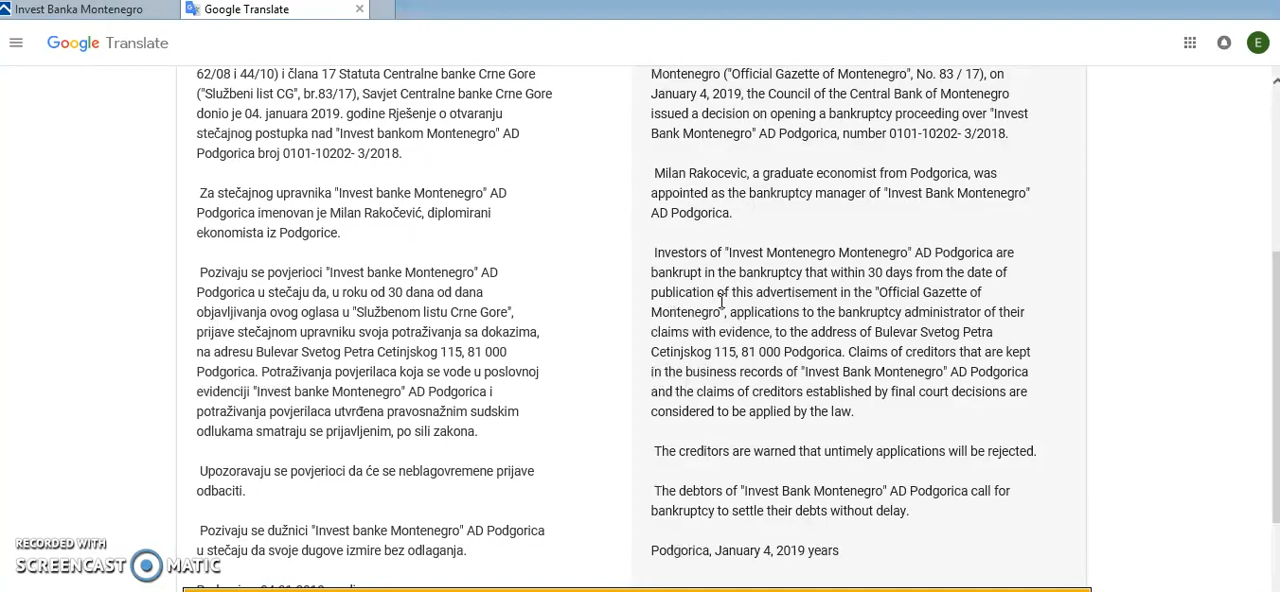 Invest Banka Montenegro
Google Translate
Google Translate
E
62/08 i 44/10) i člana 17 Statuta Centralne banke Crne Gore
("Službeni list CG", br.83/17), Savjet Centralne banke Crne Gore
donio je 04. januara 2019. godine Rješenje o otvaranju
stečajnog postupka nad "Invest bankom Montenegro" AD
Podgorica broj 0101-10202- 3/2018.
Za stečajnog upravnika "Invest banke Montenegro" AD
Podgorica imenovan je Milan Rakočević, diplomirani
ekonomista iz Podgorice.
Pozivaju se povjerioci "Invest banke Montenegro" AD
Podgorica u stečaju da, u roku od 30 dana od dana
objavljivanja ovog oglasa u "Službenom listu Crne Gore",
prijave stečajnom upravniku svoja potraživanja sa dokazima,
na adresu Bulevar Svetog Petra Cetinjskog 115, 81 000
Podgorica. Potraživanja povjerilaca koja se vode u poslovnoj
evidenciji "Invest banke Montenegro" AD Podgorica i
potraživanja povjerilaca utvrđena pravosnažnim sudskim
odlukama smatraju se prijavljenim, po sili zakona.
Upozoravaju se povjerioci da će se neblagovremene prijave
odbaciti.
Pozivaju se dužnici "Invest banke Montenegro" AD Podgorica
u stečaju da svoje dugove izmire bez odlaganja.
Montenegro ("Official Gazette of Montenegro", No. 83 / 17), on
January 4, 2019, the Council of the Central Bank of Montenegro
issued a decision on opening a bankruptcy proceeding over "Invest
Bank Montenegro" AD Podgorica, number 0101-10202- 3/2018.
Milan Rakocevic, a graduate economist from Podgorica, was
appointed as the bankruptcy manager of "Invest Bank Montenegro"
AD Podgorica.
Investors of "Invest Montenegro Montenegro" AD Podgorica are
bankrupt in the bankruptcy that within 30 days from the date of
publication of this advertisement in the "Official Gazette of
Montenegro", applications to the bankruptcy administrator of their
claims with evidence, to the address of Bulevar Svetog Petra
Cetinjskog 115, 81 000 Podgorica. Claims of creditors that are kept
in the business records of "Invest Bank Montenegro" AD Podgorica
and the claims of creditors established by final court decisions are
considered to be applied by the law.
The creditors are warned that untimely applications will be rejected.
The debtors of "Invest Bank Montenegro" AD Podgorica call for
bankruptcy to settle their debts without delay.
Podgorica, January 4, 2019 years
RECORDED WITH
SCREENCAST MATIC